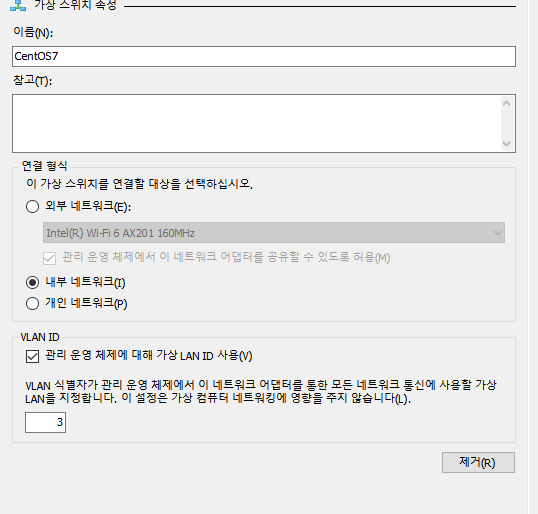 가상 스위치 속성
이름(N):
CentOS7
참고(T):
연결 형식
이 가상 스위치를 연결할 대상을 선택하십시오.
외부 네트워크(E):
Intel(R) Wi-Fi 6 AX201 160MHz
관리 운영 체제에서 이 네트워크 어댑터를 공유할 수 있도록 허용(M)
내부 네트워크(I)
개인 네트워크(P)
VLAN ID
관리 운영 체제에 대해 가상 LAN ID 사용(V)
VLAN 식별자가 관리 운영 체제에서 이 네트워크 어댑터를 통한 모든 네트워크 통신에 사용할 가상
LAN을 지정합니다. 이 설정은 가상 컴퓨터 네트워킹에 영향을 주지 않습니다(L).
3
제거(R)